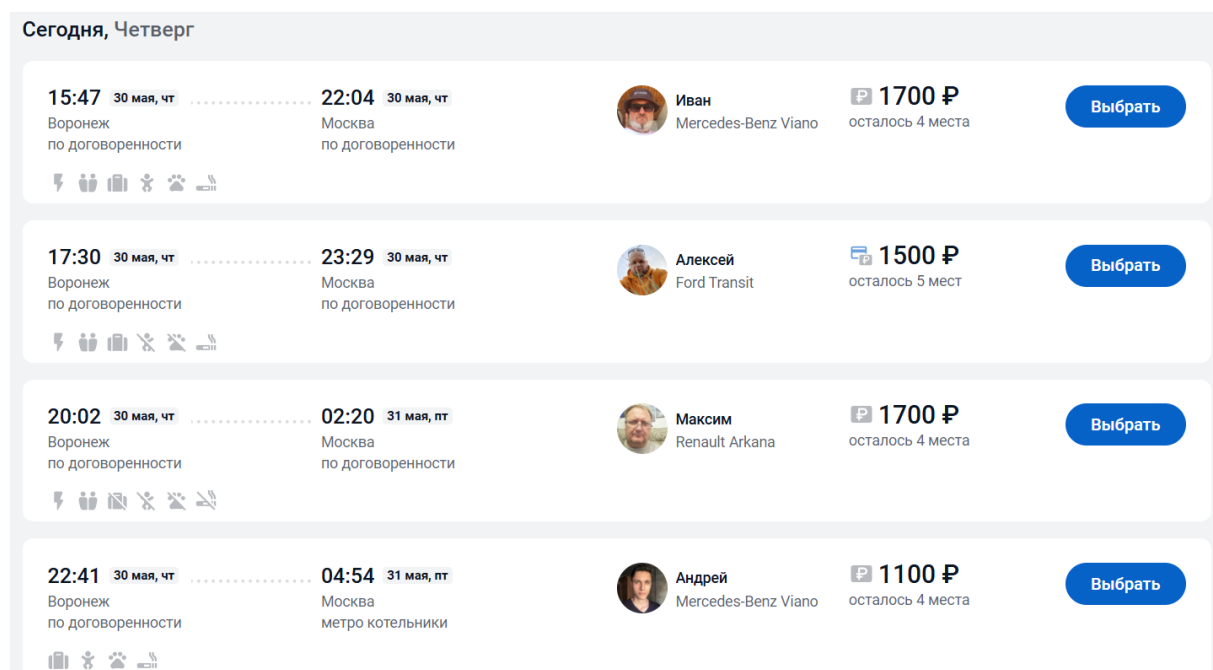 Сегодня, Четверг
15:47 30 мая, чт 22:04 30 мая, чт Иван 1700 ₽ Выбрать
Воронеж Москва Mercedes-Benz Viano осталось 4 места
по договоренности по договоренности
17:30 30 мая, чт 23:29 30 мая, чт Алексей 1500 ₽ Выбрать
Воронеж Москва Ford Transit осталось 5 мест
по договоренности по договоренности
20:02 30 мая, чт 02:20 31 мая, пт Максим 1700 ₽ Выбрать
Воронеж Москва Renault Arkana осталось 4 места
по договоренности по договоренности
22:41 30 мая, чт 04:54 31 мая, пт Андрей 1100 ₽ Выбрать
Воронеж Москва Mercedes-Benz Viano осталось 4 места
по договоренности метро котельники